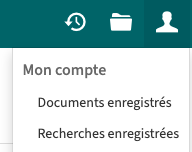 Mon compte
Documents enregistrés
Recherches enregistrées